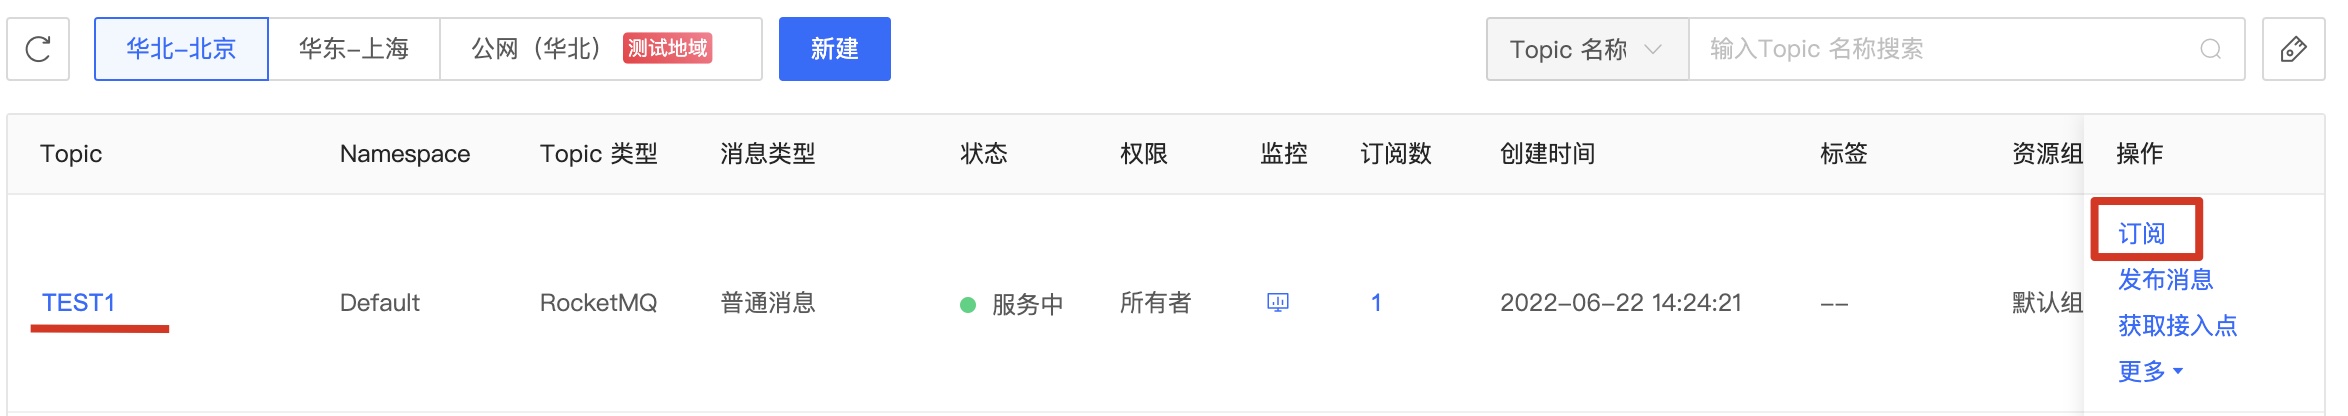 华北-北京 华东-上海 公网（华北） 测试地域 新建 Topic 名称 输入Topic 名称搜索
Topic Namespace Topic 类型 消息类型 状态 权限 监控 订阅数 创建时间 标签 资源组 操作
订阅
TEST1 Default RocketMQ 普通消息 服务中 所有者 1 2022-06-22 14:24:21 -- 默认组 发布消息
获取接入点
更多